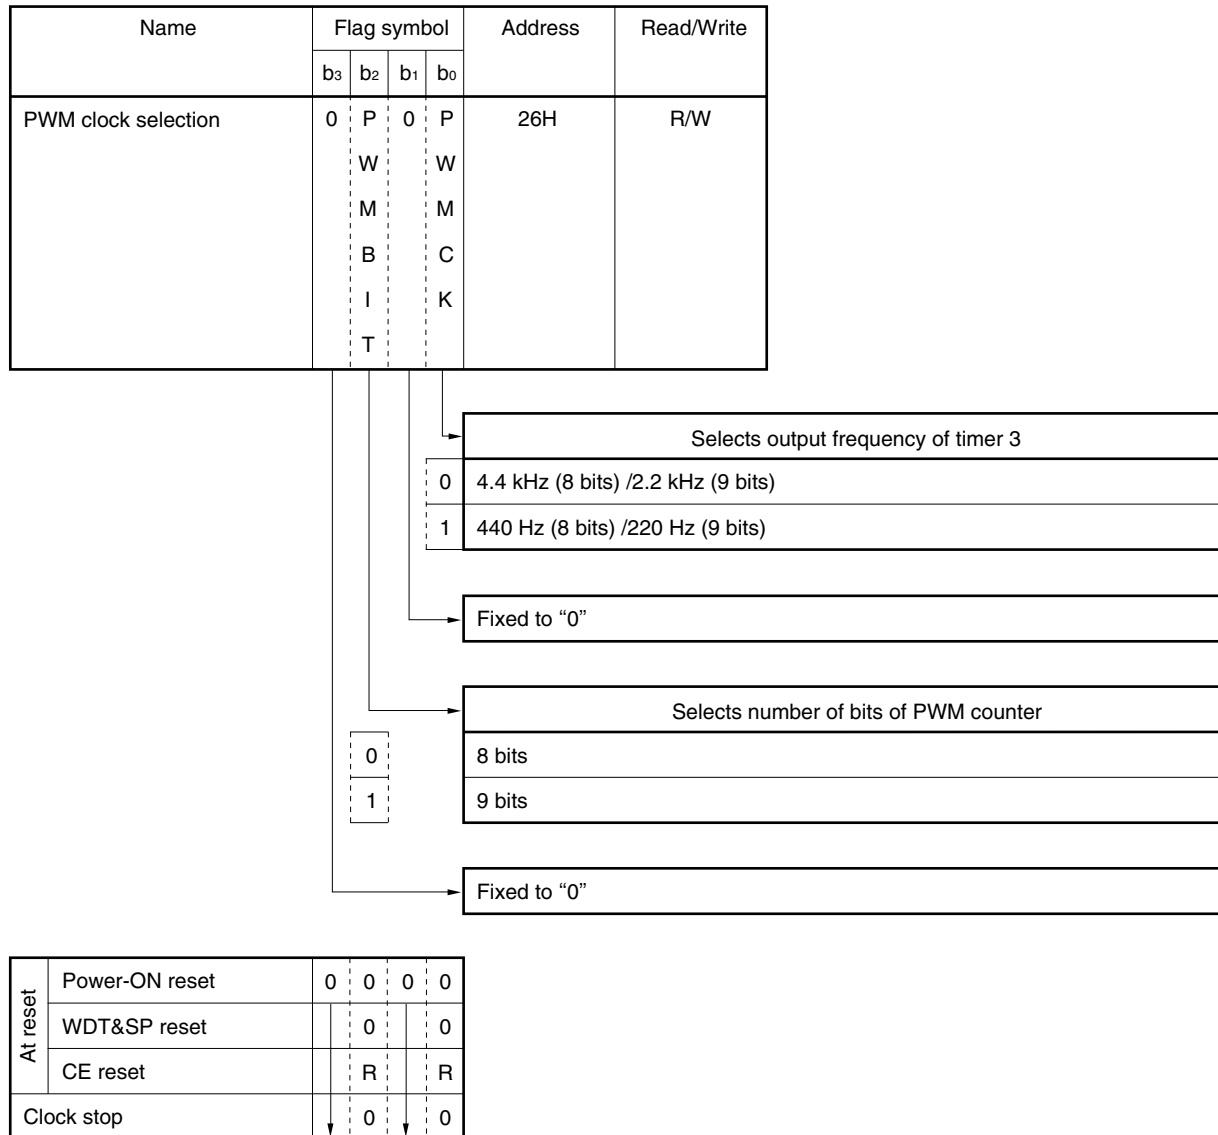 Name Flag symbol Address Read/Write
b3 b2 b1 b0
PWM clock selection 0 P 0 P 26H R/W
W W
M M
B C
I K
T
Selects output frequency of timer 3
0 4.4 kHz (8 bits) /2.2 kHz (9 bits)
1 440 Hz (8 bits) /220 Hz (9 bits)
Fixed to “0”
Selects number of bits of PWM counter
0 8 bits
1 9 bits
Fixed to “0”
At reset
Power-ON reset 0 0 0 0
WDT&SP reset 0 0
CE reset R R
Clock stop 0 0